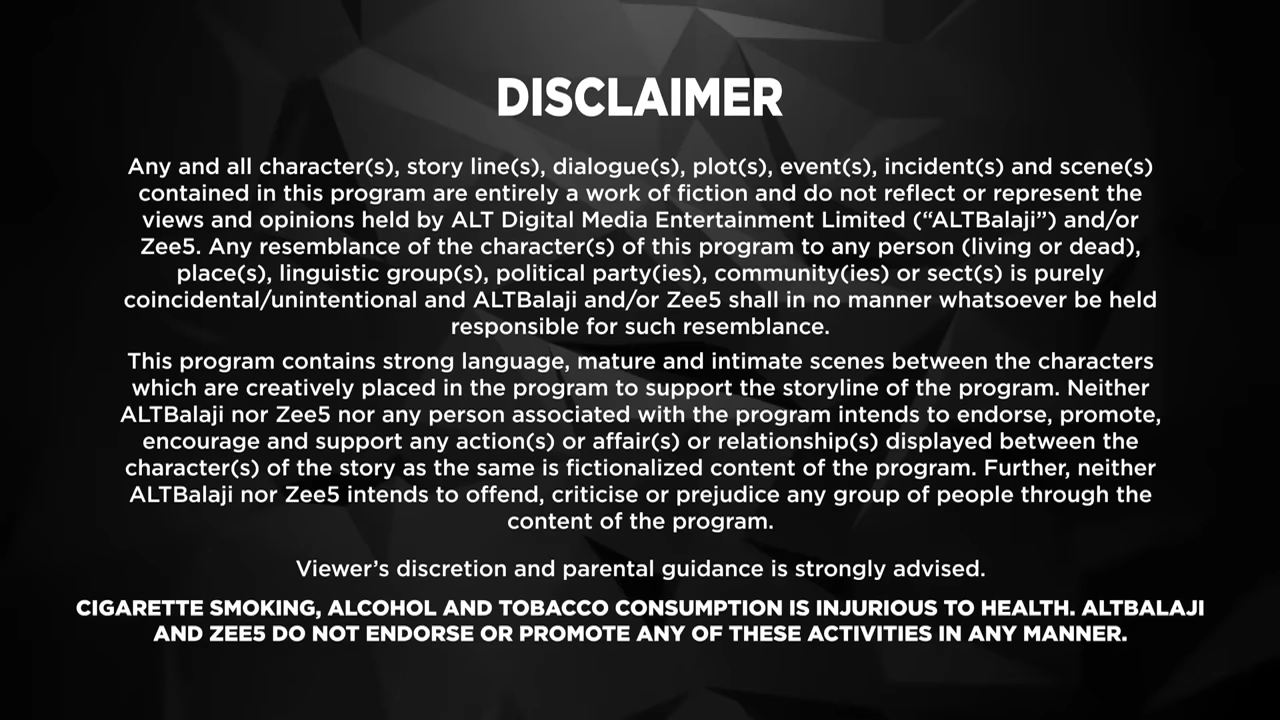 DISCLAIMER
Any and all character(s), story line(s), dialogue(s), plot(s), event(s), incident(s) and scene(s)
contained in this program are entirely a work of fiction and do not reflect or represent the
views and opinions held by ALT Digital Media Entertainment Limited (“ALTBalaji”) and/or
Zee5. Any resemblance of the character(s) of this program to any person (living or dead),
place(s), linguistic group(s), political party(ies), community(ies) or sect(s) is purely
coincidental/unintentional and ALTBalaji and/or Zee5 shall in no manner whatsoever be held
responsible for such resemblance.
This program contains strong language, mature and intimate scenes between the characters
which are creatively placed in the program to support the storyline of the program. Neither
ALTBalaji nor Zee5 nor any person associated with the program intends to endorse, promote,
encourage and support any action(s) or affair(s) or relationship(s) displayed between the
character(s) of the story as the same is fictionalized content of the program. Further, neither
ALTBalaji nor Zee5 intends to offend, criticise or prejudice any group of people through the
content of the program.
Viewer’s discretion and parental guidance is strongly advised.
CIGARETTE SMOKING, ALCOHOL AND TOBACCO CONSUMPTION IS INJURIOUS TO HEALTH. ALTBALAJI
AND ZEE5 DO NOT ENDORSE OR PROMOTE ANY OF THESE ACTIVITIES IN ANY MANNER.